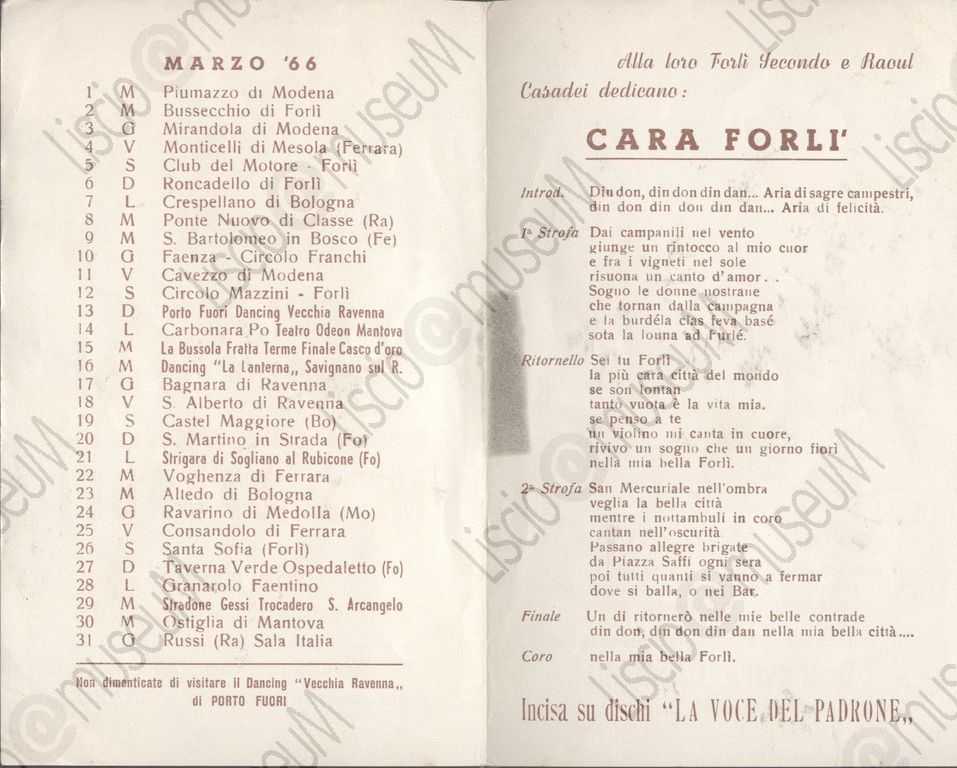 MARZO '66
1 M Piumazzo di Modena
2 M Bussecchio di Forlì
3 G Mirandola di Modena
4 V Monticelli di Mesola (Ferrara)
5 S Club del Motore - Forlì
6 D Roncadello di Forlì
7 L Crespellano di Bologna
8 M Ponte Nuovo di Classe (Ra)
9 M S. Bartolomeo in Bosco (Fe)
10 G Faenza - Circolo Franchi
11 V Cavezzo di Modena
12 S Circolo Mazzini - Forlì
13 D Porto Fuori Dancing Vecchia Ravenna
14 L Carbonara Po Teatro Odeon Mantova
15 M La Bussola Fratta Terme Finale Casco d'oro
16 M Dancing "La Lanterna„ Savignano sul R.
17 G Bagnara di Ravenna
18 V S. Alberto di Ravenna
19 S Castel Maggiore (Bo)
20 D S. Martino in Strada (Fo)
21 L Strigara di Sogliano al Rubicone (Fo)
22 M Voghenza di Ferrara
23 M Altedo di Bologna
24 G Ravarino di Medolla (Mo)
25 V Consandolo di Ferrara
26 S Santa Sofia (Forlì)
27 D Taverna Verde Ospedaletto (Fo)
28 L Granarolo Faentino
29 M Stradone Gessi Trocadero S. Arcangelo
30 M Ostiglia di Mantova
31 G Russi (Ra) Sala Italia
Non dimenticate di visitare il Dancing "Vecchia Ravenna„
di PORTO FUORI
Alla loro Forlì Secondo e Raoul
Casadei dedicano:
CARA FORLI'
Introd. Din don, din don din dan... Aria di sagre campestri,
din don din don din dan... Aria di felicità.
1ª Strofa Dai campanili nel vento
giunge un rintocco al mio cuor
e fra i vigneti nel sole
risuona un canto d'amor...
Sogno le donne nostrane
che tornan dalla campagna
e la burdéla clas feva basé
sota la louna ad Furlé.
Ritornello Sei tu Forlì
la più cara città del mondo
se son lontan
tanto vuota è la vita mia.
se penso a te
un violino mi canta in cuore,
rivivo un sogno che un giorno fiorì
nella mia bella Forlì.
2ª Strofa San Mercuriale nell'ombra
veglia la bella città
mentre i nottambuli in coro
cantan nell'oscurità.
Passano allegre brigate
da Piazza Saffi ogni sera
poi tutti quanti si vanno a fermar
dove si balla, o nei Bar.
Finale Un dì ritornerò nelle mie belle contrade
din don, din don din dan nella mia bella città....
Coro nella mia bella Forlì.
Incisa su dischi "LA VOCE DEL PADRONE„
Liscio@museuM